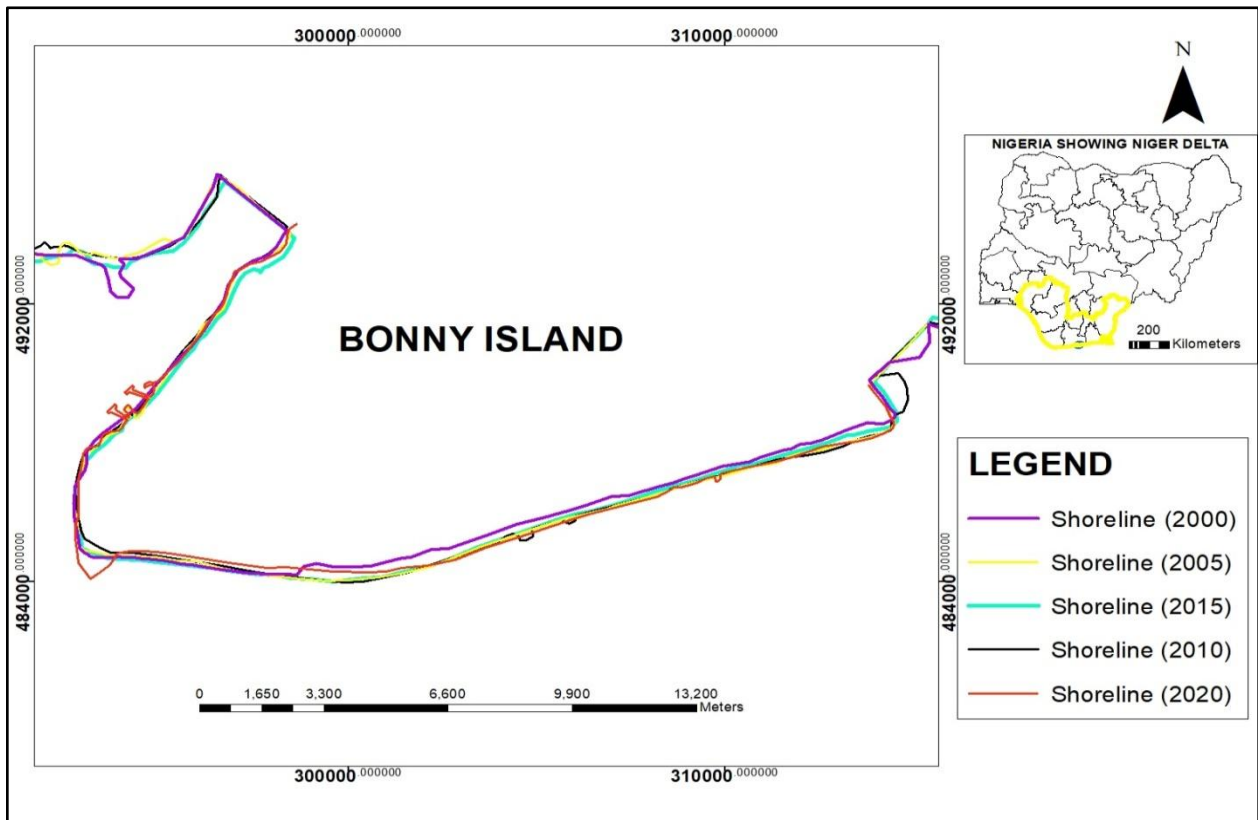 300000.000000
310000.000000
N
NIGERIA SHOWING NIGER DELTA
200
Kilometers
492000.000000
492000.000000
BONNY ISLAND
484000.000000
484000.000000
LEGEND
Shoreline (2000)
Shoreline (2005)
Shoreline (2015)
Shoreline (2010)
Shoreline (2020)
0 1,650 3,300 6,600 9,900 13,200
Meters
300000.000000
310000.000000